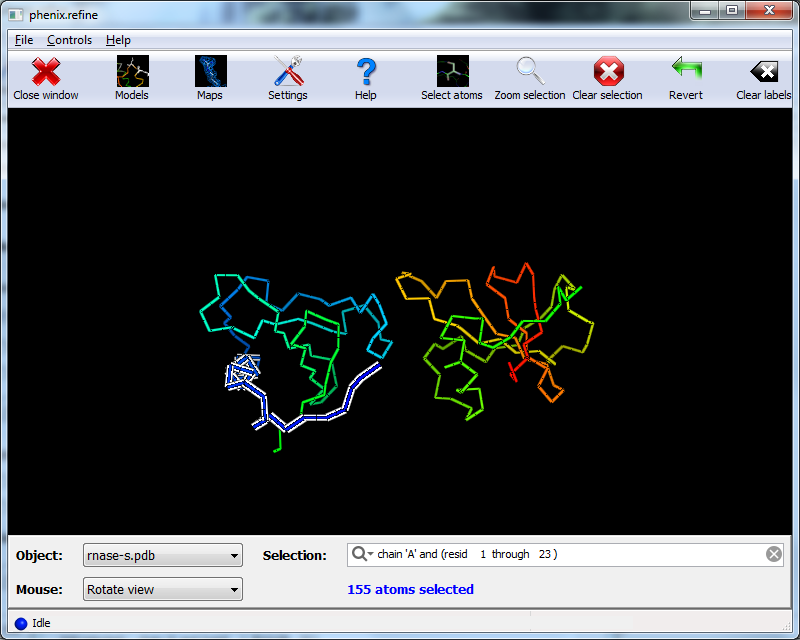 phenix.refine
File Controls Help
Close window Models Maps Settings Help Select atoms Zoom selection Clear selection Revert Clear labels
Object: rnase-s.pdb Selection: chain 'A' and (resid 1 through 23 )
Mouse: Rotate view 155 atoms selected
Idle